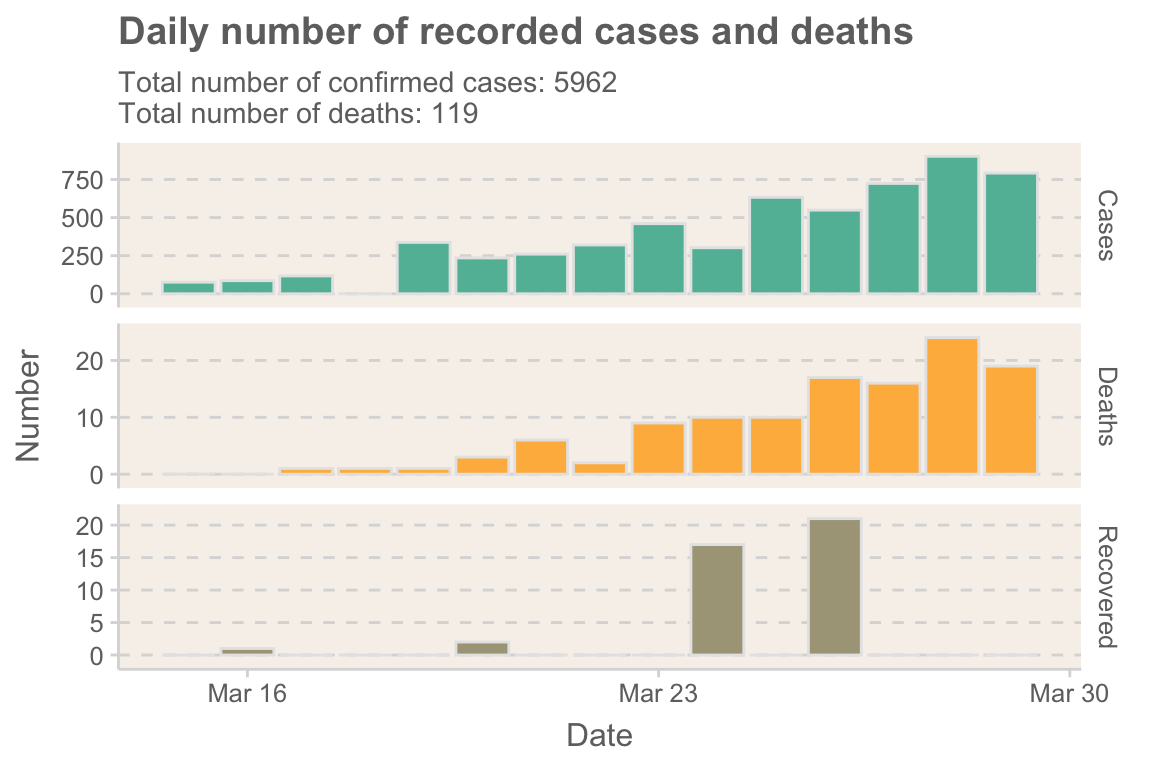 Daily number of recorded cases and deaths
Total number of confirmed cases: 5962
Total number of deaths: 119
750
500
250
0
Cases
20
10
0
Deaths
20
15
10
5
0
Recovered
Number
Mar 16
Mar 23
Mar 30
Date